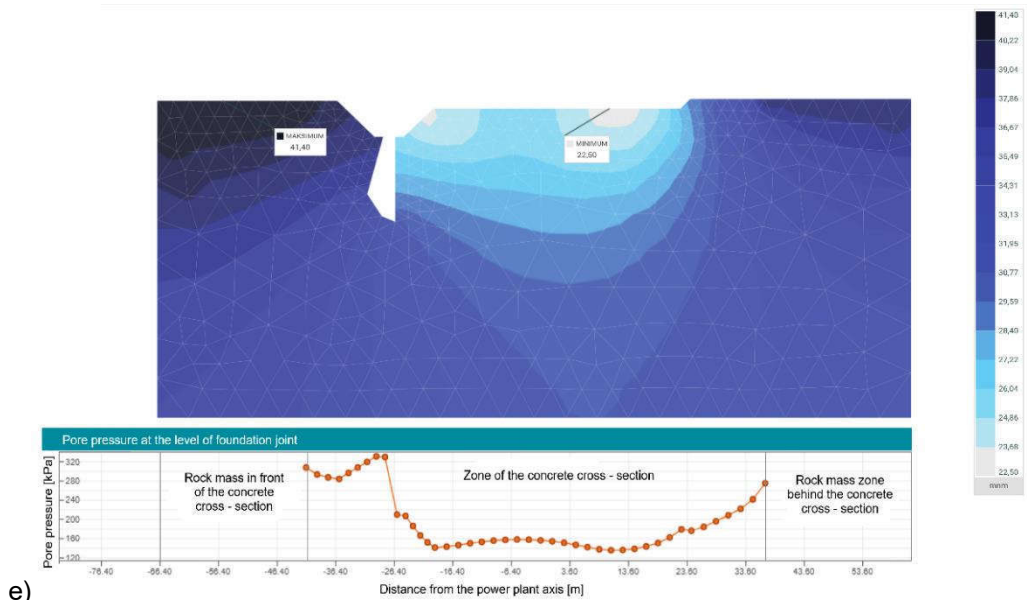 41,40
40,22
39,04
37,86
36,67
35,49
34,31
33,13
31,95
30,77
29,59
28,40
27,22
26,04
24,86
23,68
22,50
mnm
MAKSIMUM
41,40
MINIMUM
22,50
Pore pressure at the level of foundation joint
Pore pressure [kPa]
320
280
240
200
160
120
Rock mass in front
of the concrete
cross - section
Zone of the concrete cross - section
Rock mass zone
behind the concrete
cross - section
-76.40
-66.40
-56.40
-46.40
-36.40
-26.40
-16.40
-6.40
3.60
13.60
23.60
33.60
43.60
53.60
Distance from the power plant axis [m]
e)